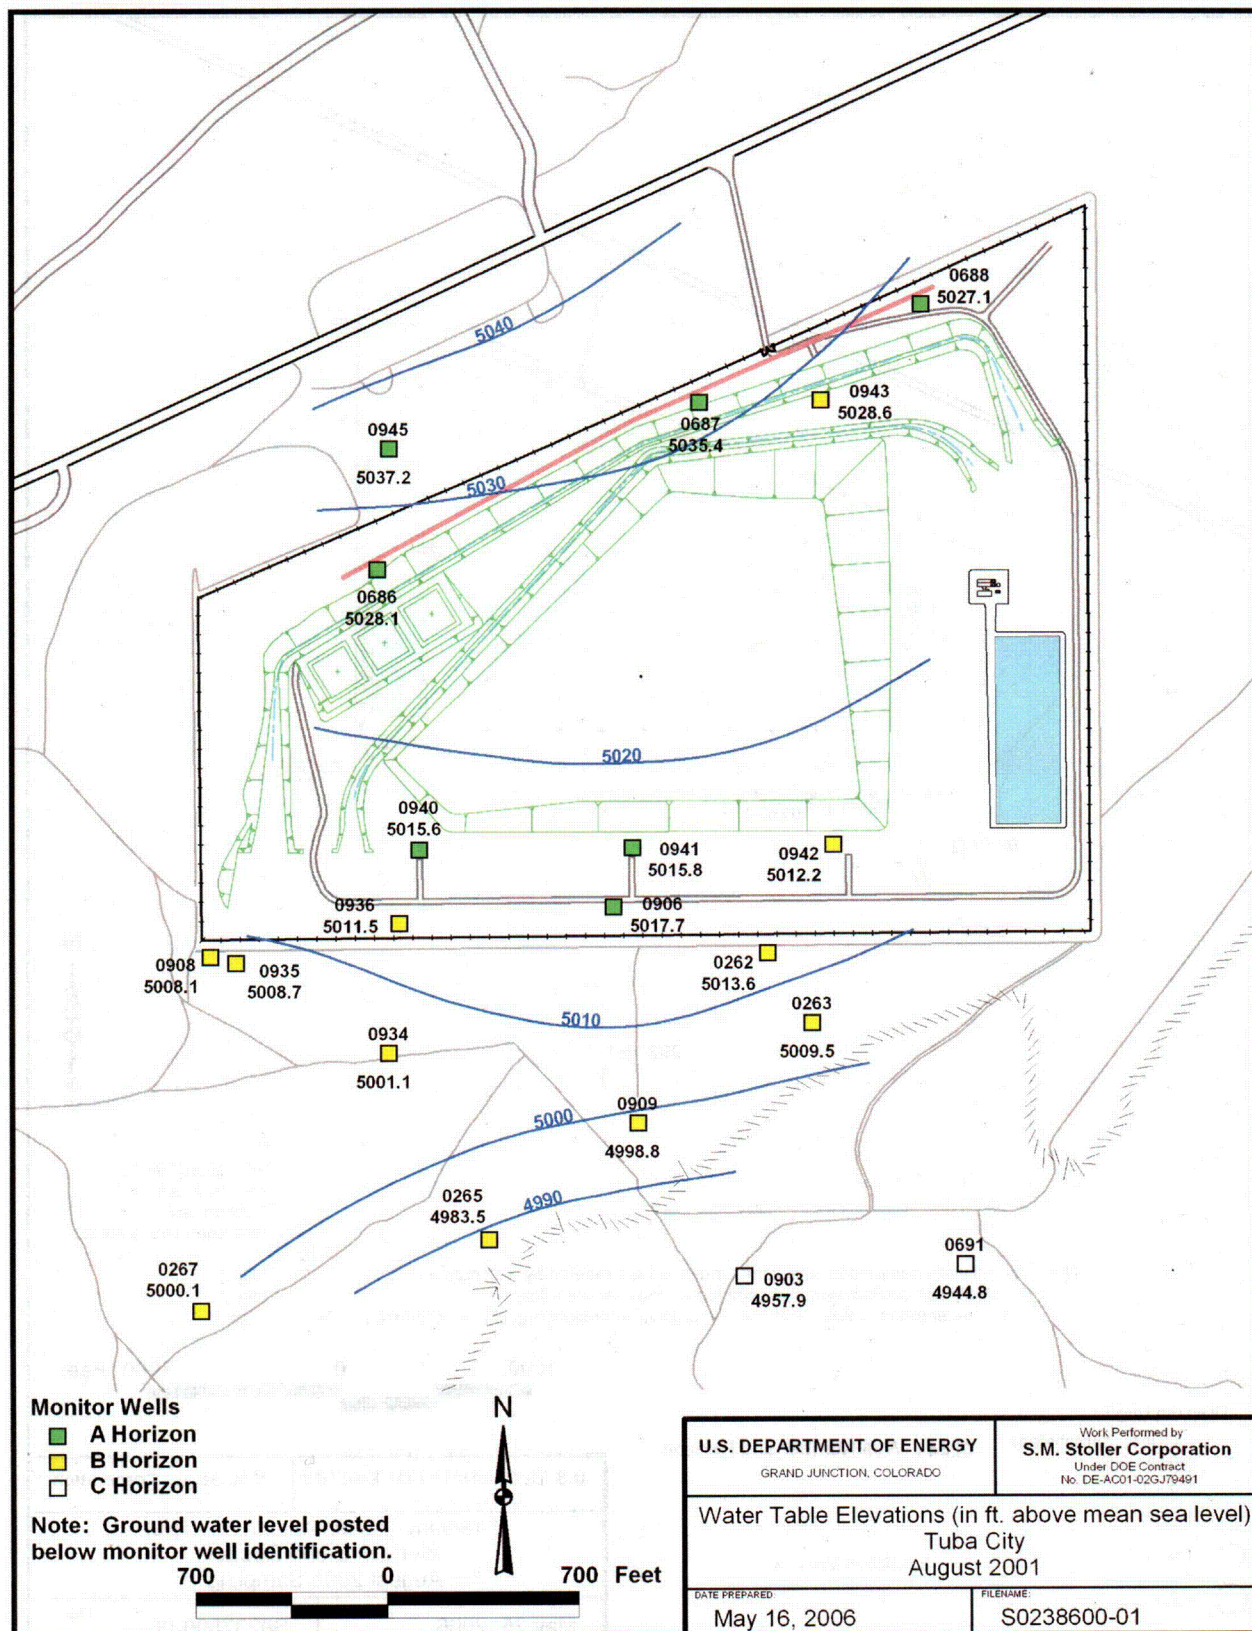 5040
0688
5027.1
0943
5028.6
0687
5035.4
0945
5037.2
5030
0686
5028.1
5020
0940
5015.6
0941
5015.8
0942
5012.2
0936
5011.5
0906
5017.7
0908
5008.1
0935
5008.7
0262
5013.6
5010
0263
5009.5
0934
5001.1
5000
0909
4998.8
0265
4983.5
4990
0267
5000.1
0903
4957.9
0691
4944.8
Monitor Wells
A Horizon
B Horizon
C Horizon
Note: Ground water level posted
below monitor well identification.
N
700 0 700 Feet
U.S. DEPARTMENT OF ENERGY
GRAND JUNCTION, COLORADO
Work Performed by
S.M. Stoller Corporation
Under DOE Contract
No. DE-AC01-02GJ79491
Water Table Elevations (in ft. above mean sea level)
Tuba City
August 2001
DATE PREPARED:
May 16, 2006
FILENAME:
S0238600-01